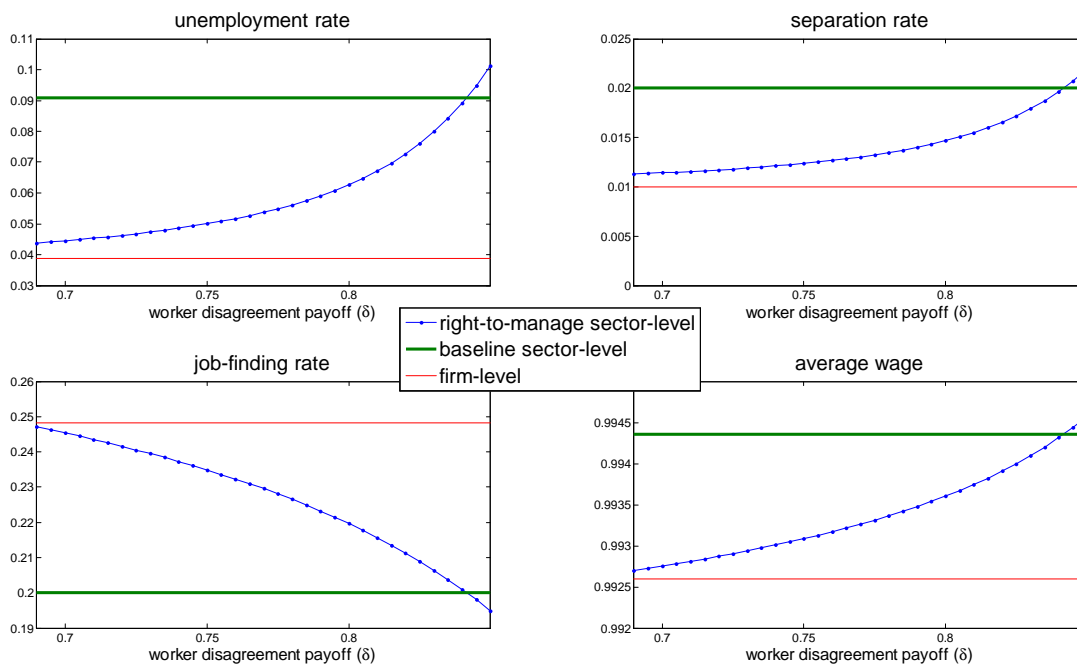 unemployment rate
0.11
0.1
0.09
0.08
0.07
0.06
0.05
0.04
0.03
0.7 0.75 0.8
worker disagreement payoff (δ)
separation rate
0.025
0.02
0.015
0.01
0.005
0
0.7 0.75 0.8
worker disagreement payoff (δ)
right-to-manage sector-level
baseline sector-level
firm-level
job-finding rate
0.26
0.25
0.24
0.23
0.22
0.21
0.2
0.19
0.7 0.75 0.8
worker disagreement payoff (δ)
average wage
0.9945
0.994
0.9935
0.993
0.9925
0.992
0.7 0.75 0.8
worker disagreement payoff (δ)